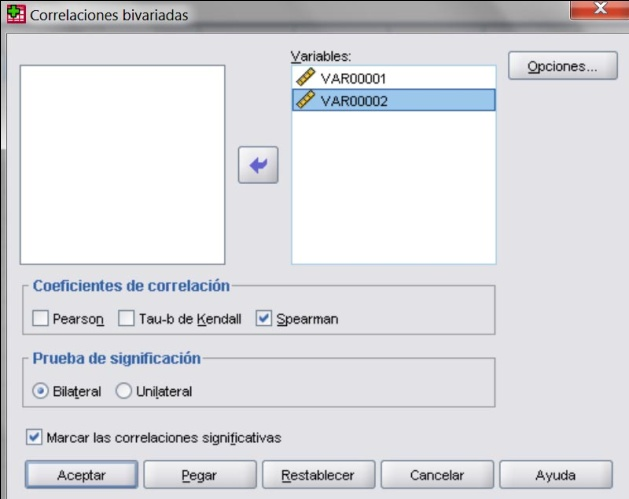 Correlaciones bivariadas
Variables:
VAR00001
VAR00002
Opciones...
Coeficientes de correlación
Pearson Tau-b de Kendall Spearman
Prueba de significación
Bilateral Unilateral
Marcar las correlaciones significativas
Aceptar Pegar Restablecer Cancelar Ayuda